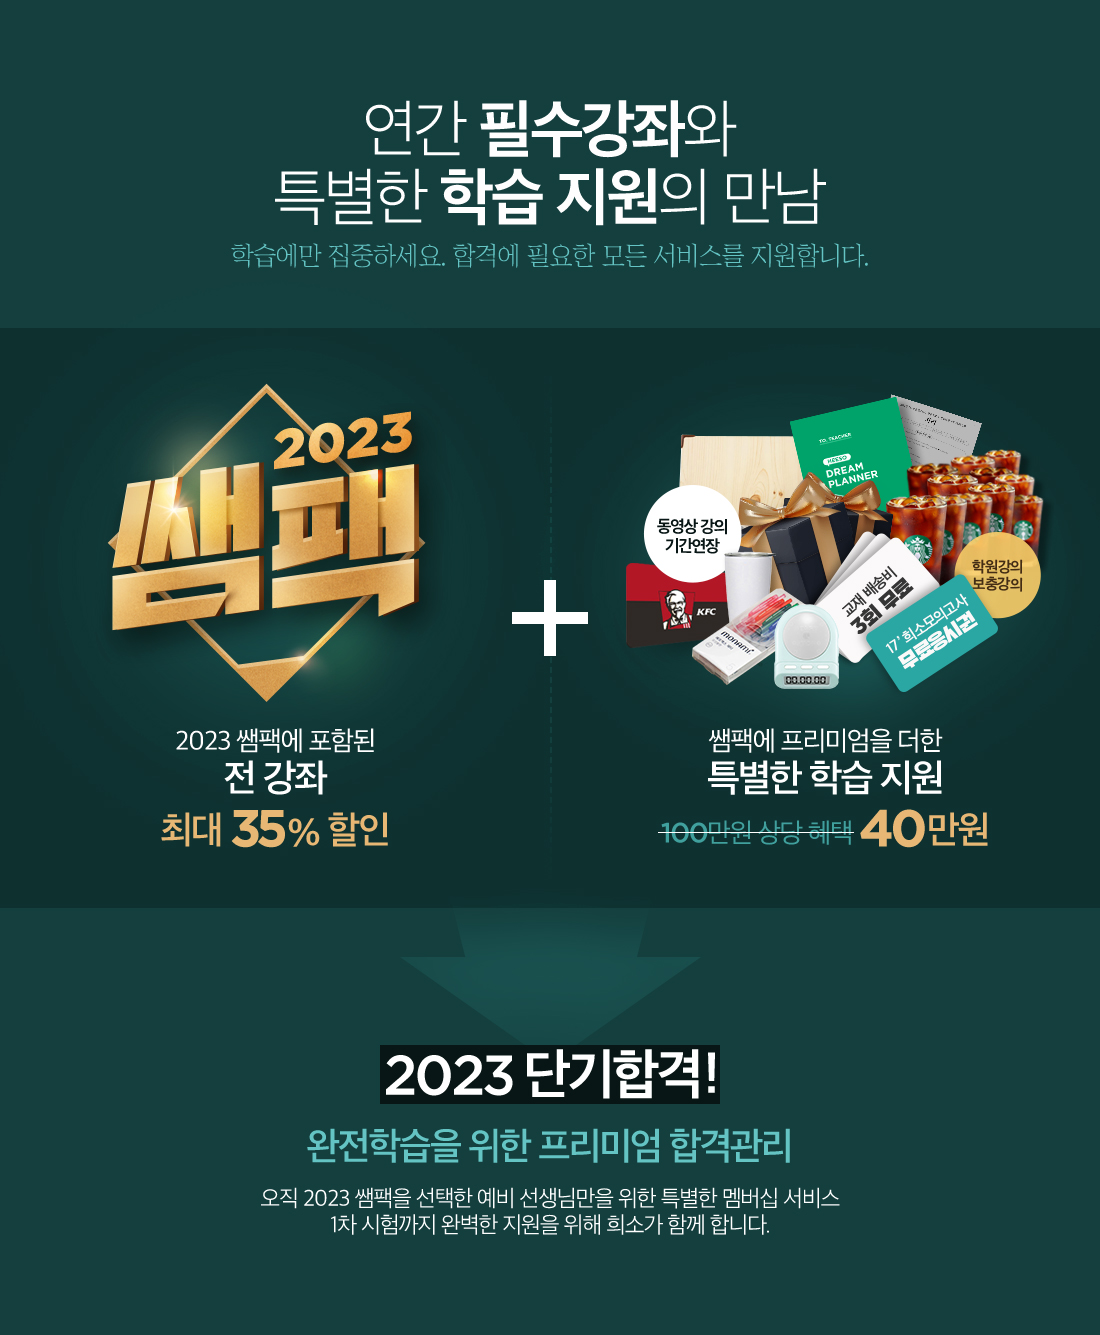 연간 필수강좌와
특별한 학습 지원의 만남
학습에만 집중하세요. 합격에 필요한 모든 서비스를 지원합니다.
2023
쌤팩
2023 쌤팩에 포함된
전 강좌
최대 35% 할인
TO. TEACHER
HEESO
DREAM
PLANNER
동영상 강의
기간연장
KFC
monami
00:00.00
교재 배송비
3회 무료
학원강의
보충강의
17' 희소모의고사
무료응시권
쌤팩에 프리미엄을 더한
특별한 학습 지원
100만원 상당 혜택 40만원
2023 단기합격!
완전학습을 위한 프리미엄 합격관리
오직 2023 쌤팩을 선택한 예비 선생님만을 위한 특별한 멤버십 서비스
1차 시험까지 완벽한 지원을 위해 희소가 함께 합니다.